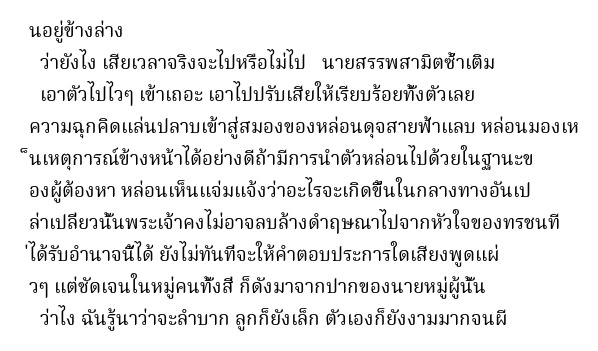 นอยู่ข้างล่าง
ว่ายังไง เสียเวลาจริงจะไปหรือไม่ไป   นายสรรพสามิตซ้ำเติม
เอาตัวไปไวๆ เข้าเถอะ เอาไปปรับเสียให้เรียบร้อยทั้งตัวเลย
ความฉุกคิดแล่นปลาบเข้าสู่สมองของหล่อนดุจสายฟ้าแลบ หล่อนมองเห
็นเหตุการณ์ข้างหน้าได้อย่างดีถ้ามีการนำตัวหล่อนไปด้วยในฐานะข
องผู้ต้องหา หล่อนเห็นแจ่มแจ้งว่าอะไรจะเกิดขึ้นในกลางทางอันเป
ล่าเปลียวนั้นพระเจ้าคงไม่อาจลบล้างดำฤษณาไปจากหัวใจของทรชนที
่ได้รับอำนาจนี้ได้ ยังไม่ทันทีจะให้คำตอบประการใดเสียงพูดแผ่
วๆ แต่ชัดเจนในหมู่คนทั้งสี่ ก็ดังมาจากปากของนายหมู่ผู้นั้น
ว่าไง ฉันรู้นาว่าจะลำบาก ลูกก็ยังเล็ก ตัวเองก็ยังงามมากจนผี